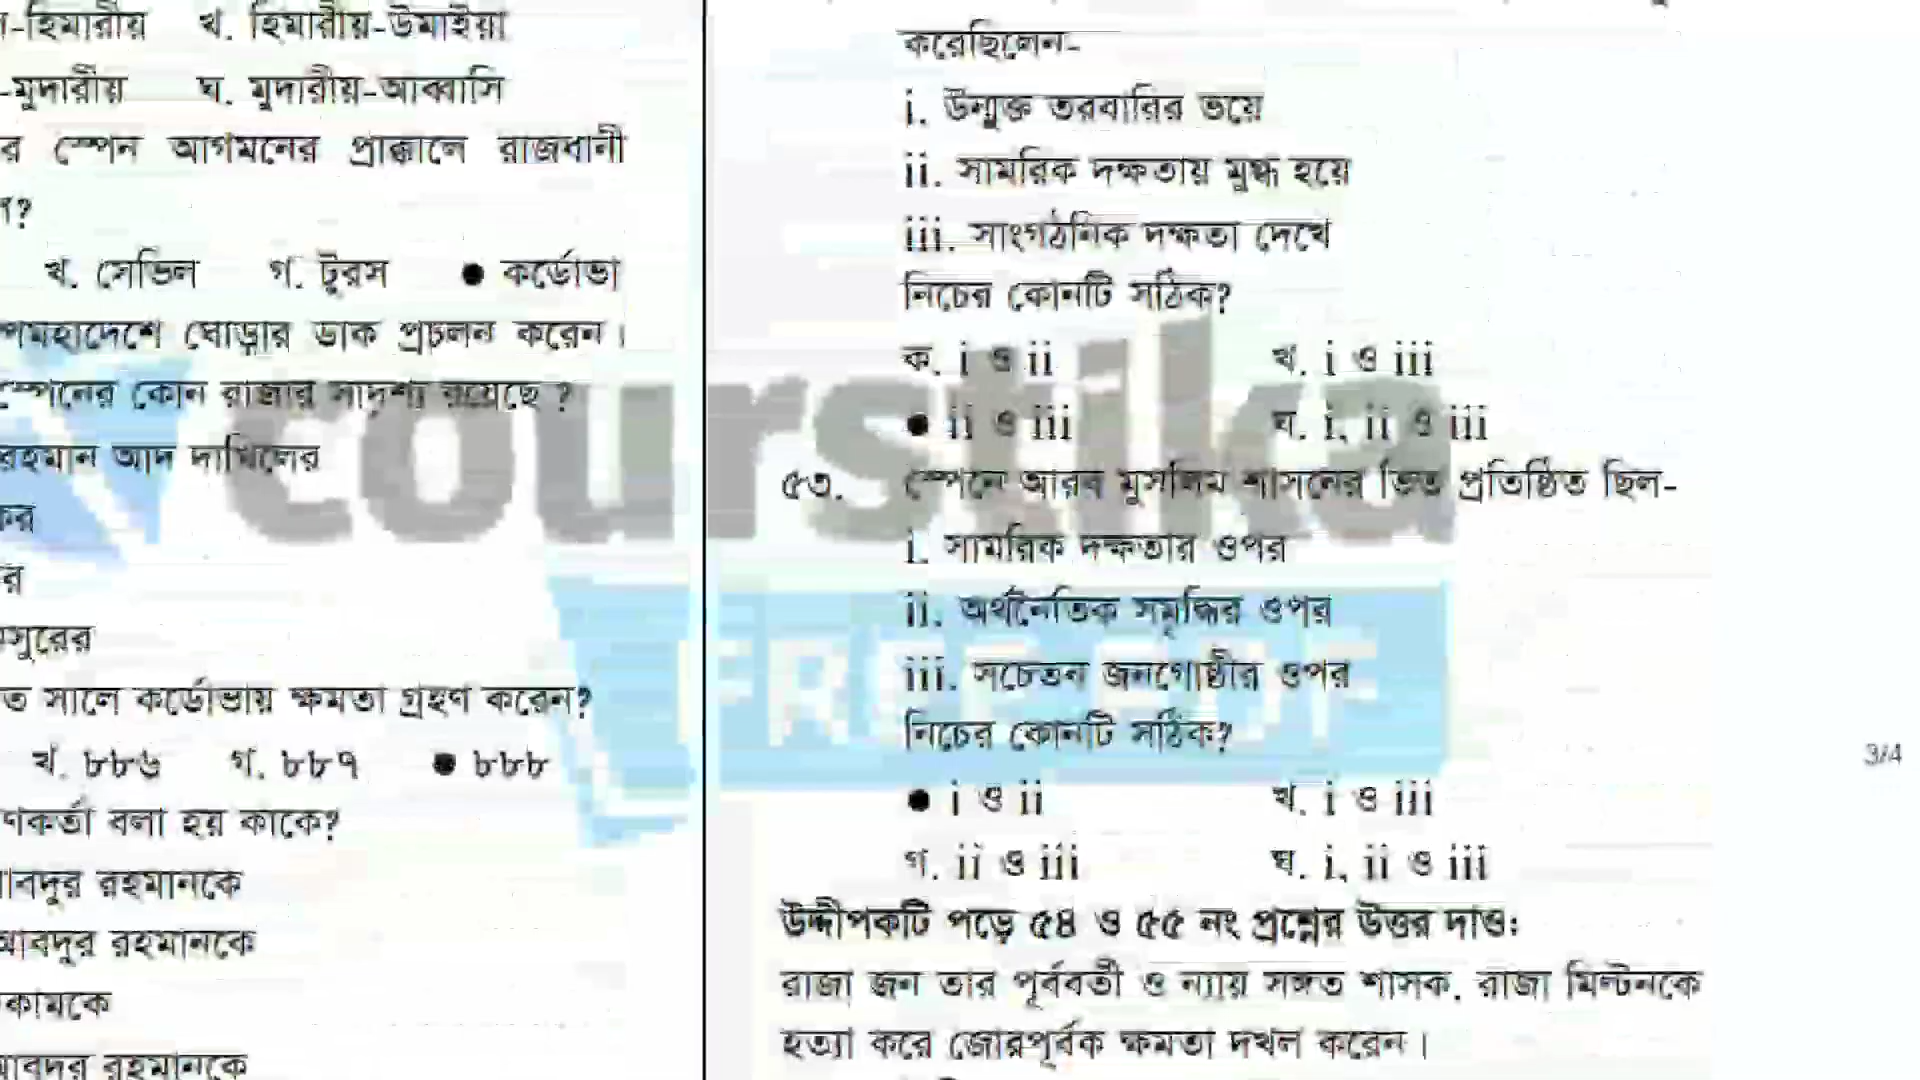 -হিমারীয় খ. হিমারীয়-উমাইয়া
-মুদারীয় ঘ. মুদারীয়-আব্বাসি
র স্পেন আগমনের প্রাক্কালে রাজধানী
?
খ. সেভিল গ. টুরস ● কর্ডোভা
পমহাদেশে ঘোড়ার ডাক প্রচলন করেন।
স্পেনের কোন রাজার সাদৃশ্য রয়েছে ?
রহমান আদ দাখিলের
র
সুরের
ত সালে কর্ডোভায় ক্ষমতা গ্রহণ করেন?
খ. ৮৮৬ গ. ৮৮৭ ● ৮৮৮
ণকর্তা বলা হয় কাকে?
আবদুর রহমানকে
আবদুর রহমানকে
কামকে
আবদুর রহমানকে
করেছিলেন-
i. উন্মুক্ত তরবারির ভয়ে
ii. সামরিক দক্ষতায় মুগ্ধ হয়ে
iii. সাংগঠনিক দক্ষতা দেখে
নিচের কোনটি সঠিক?
ক. i ও ii খ. i ও iii
● ii ও iii ঘ. i, ii ও iii
৫৩. স্পেনে আরব মুসলিম শাসনের ভিত প্রতিষ্ঠিত ছিল-
i. সামরিক দক্ষতার ওপর
ii. অর্থনৈতিক সমৃদ্ধির ওপর
iii. সচেতন জনগোষ্ঠীর ওপর
নিচের কোনটি সঠিক?
● i ও ii খ. i ও iii
গ. ii ও iii ঘ. i, ii ও iii
উদ্দীপকটি পড়ে ৫৪ ও ৫৫ নং প্রশ্নের উত্তর দাও:
রাজা জন তার পূর্ববর্তী ও ন্যায় সঙ্গত শাসক, রাজা মিল্টনকে
হত্যা করে জোরপূর্বক ক্ষমতা দখল করেন।
courstika
3/4